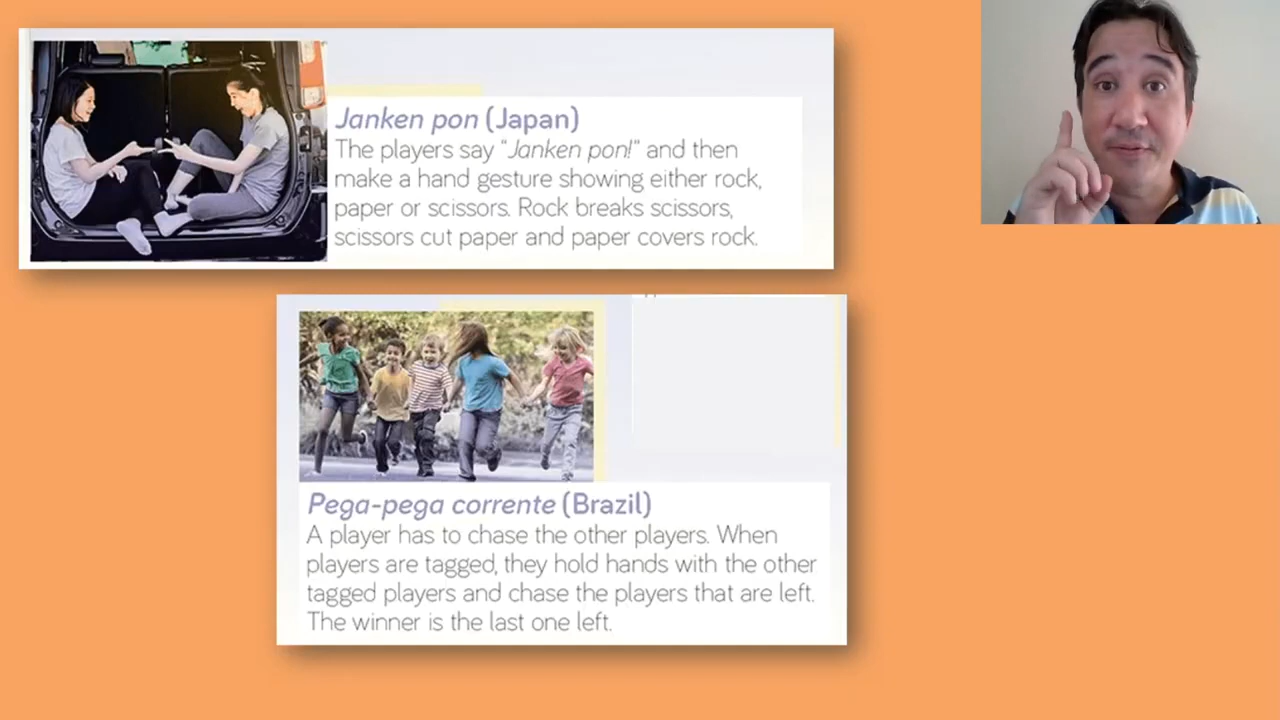 Janken pon (Japan)
The players say "Janken pon!" and then
make a hand gesture showing either rock,
paper or scissors. Rock breaks scissors,
scissors cut paper and paper covers rock.
Pega-pega corrente (Brazil)
A player has to chase the other players. When
players are tagged, they hold hands with the other
tagged players and chase the players that are left.
The winner is the last one left.